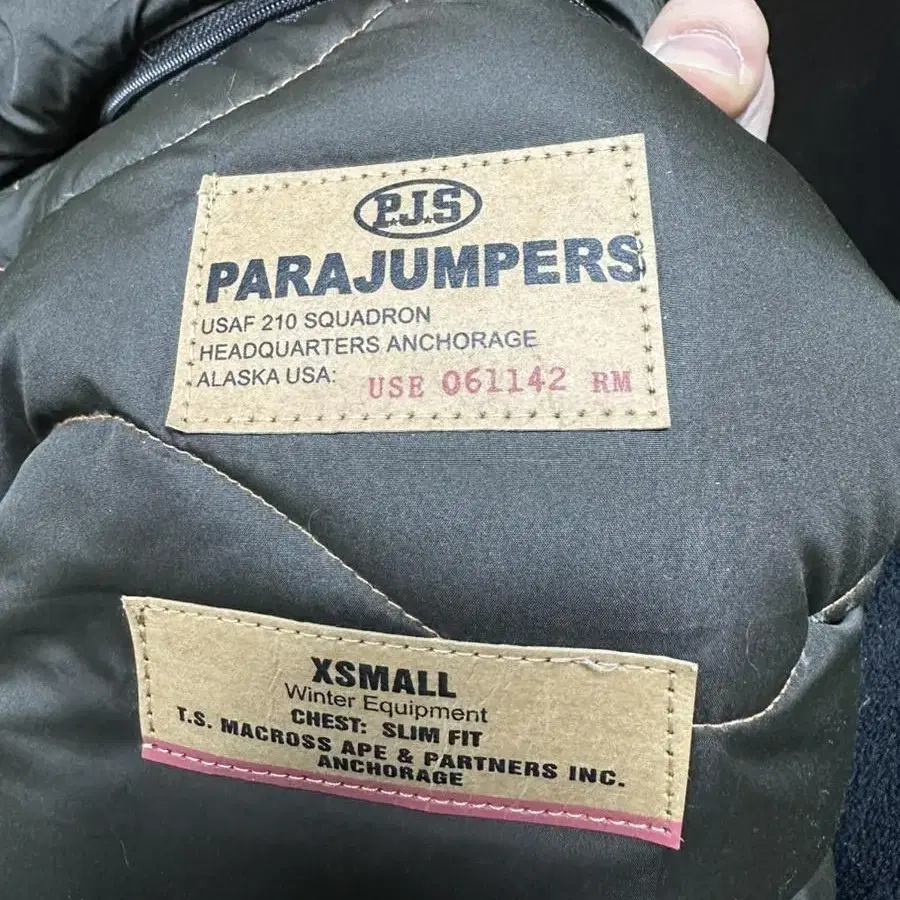 P.J.S
PARAJUMPERS
USAF 210 SQUADRON
HEADQUARTERS ANCHORAGE
ALASKA USA: USE 061142 RM
XSMALL
Winter Equipment
CHEST: SLIM FIT
T.S. MACROSS APE & PARTNERS INC.
ANCHORAGE